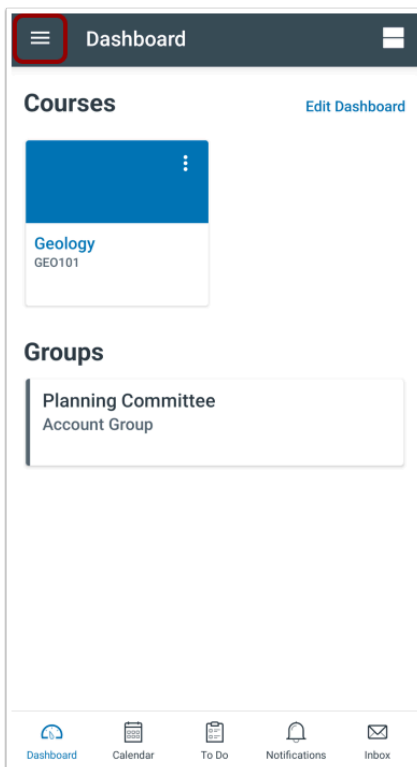 Dashboard
Courses
Edit Dashboard
Geology
GEO101
Groups
Planning Committee
Account Group
Dashboard
Calendar
To Do
Notifications
Inbox